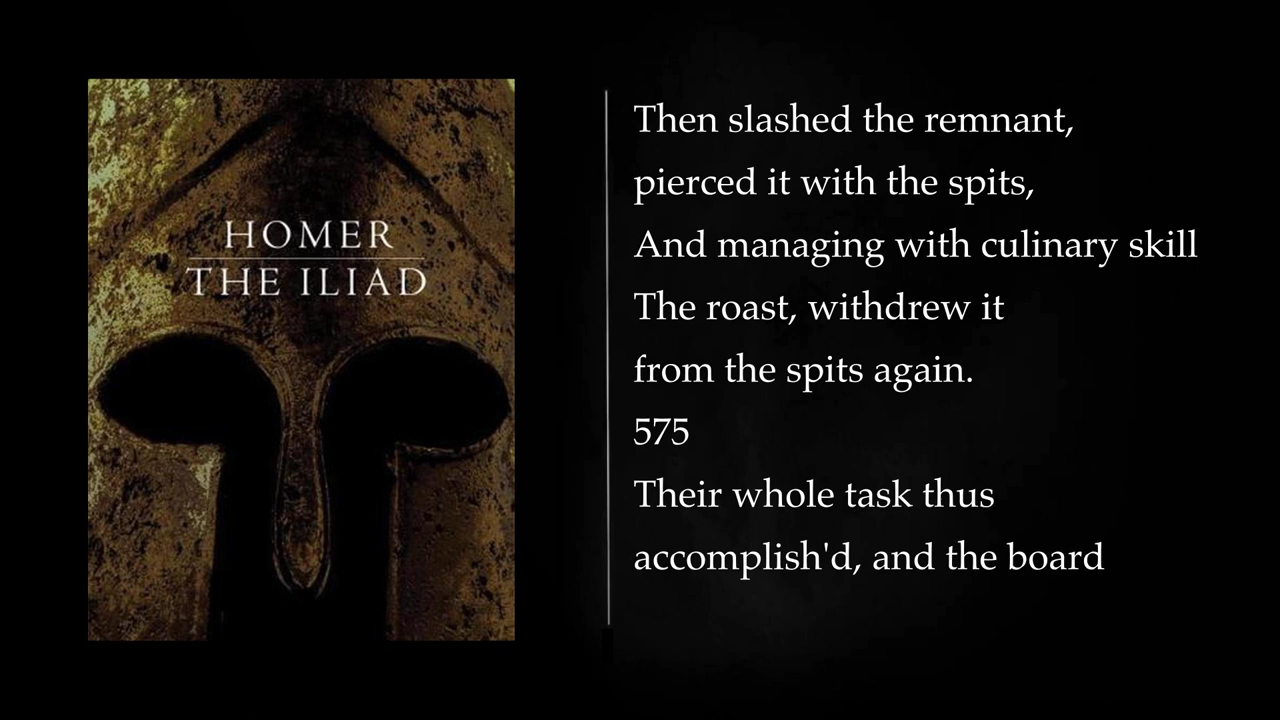 HOMER
THE ILIAD
Then slashed the remnant,
pierced it with the spits,
And managing with culinary skill
The roast, withdrew it
from the spits again.
575
Their whole task thus
accomplish'd, and the board